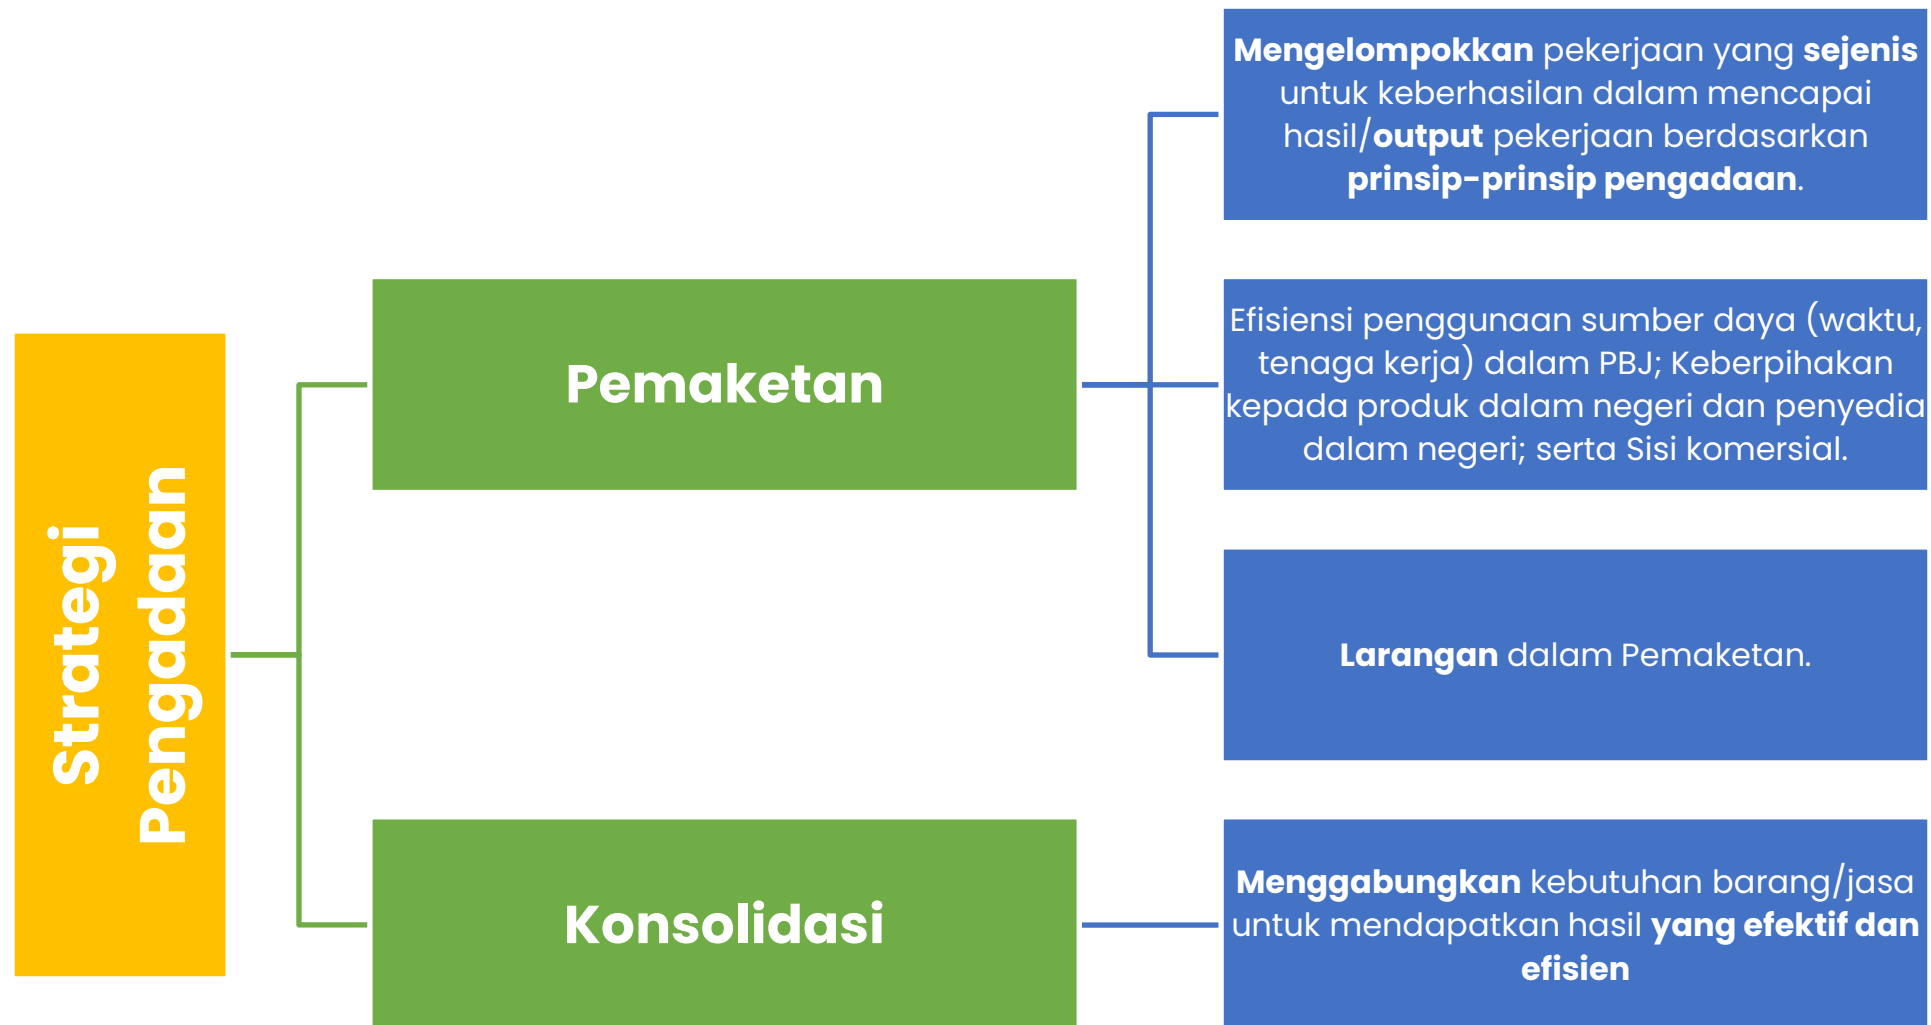 Strategi
Pengadaan
Pemaketan
Mengelompokkan pekerjaan yang sejenis
untuk keberhasilan dalam mencapai
hasil/output pekerjaan berdasarkan
prinsip-prinsip pengadaan.
Efisiensi penggunaan sumber daya (waktu,
tenaga kerja) dalam PBJ; Keberpihakan
kepada produk dalam negeri dan penyedia
dalam negeri; serta Sisi komersial.
Larangan dalam Pemaketan.
Konsolidasi
Menggabungkan kebutuhan barang/jasa
untuk mendapatkan hasil yang efektif dan
efisien